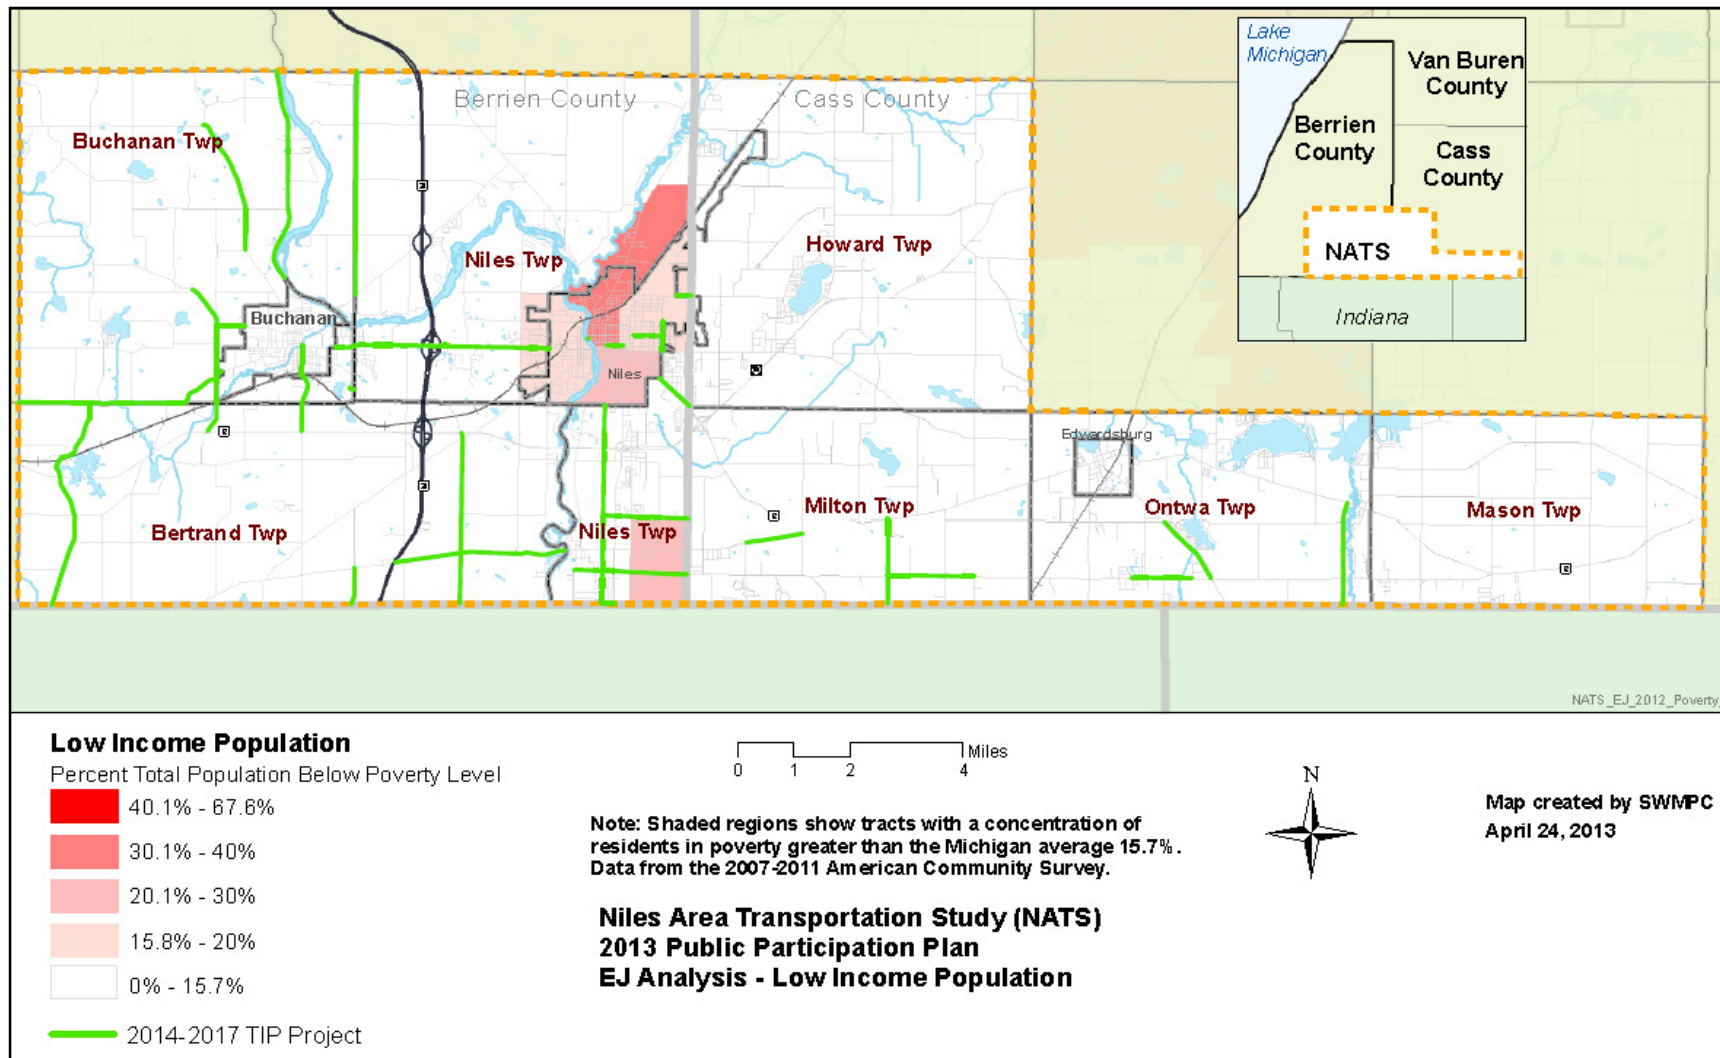 Berrien County
Cass County
Buchanan Twp
Niles Twp
Howard Twp
Buchanan
Niles
Edwardsburg
Bertrand Twp
Niles Twp
Milton Twp
Ontwa Twp
Mason Twp
Lake
Michigan
Van Buren
County
Berrien
County
Cass
County
NATS
Indiana
NATS_EJ_2012_Poverty
Low Income Population
Percent Total Population Below Poverty Level
40.1% - 67.6%
30.1% - 40%
20.1% - 30%
15.8% - 20%
0% - 15.7%
2014-2017 TIP Project
Miles
0 1 2 4
Note: Shaded regions show tracts with a concentration of
residents in poverty greater than the Michigan average 15.7%.
Data from the 2007-2011 American Community Survey.
Niles Area Transportation Study (NATS)
2013 Public Participation Plan
EJ Analysis - Low Income Population
N
Map created by SWMPC
April 24, 2013